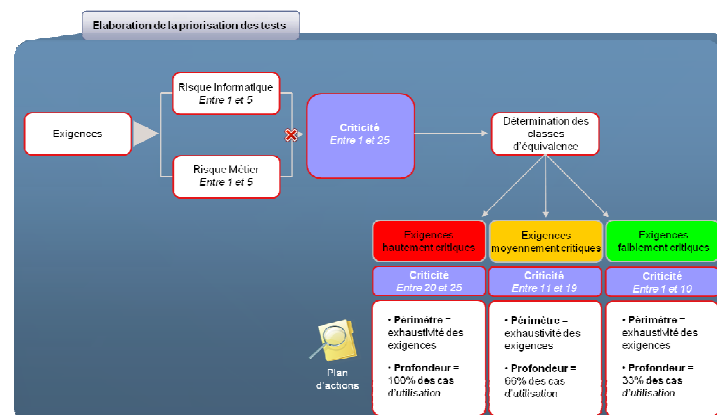 Elaboration de la priorisation des tests
Exigences
Risque Informatique
Entre 1 et 5
Risque Métier
Entre 1 et 5
Criticité
Entre 1 et 25
Détermination des
classes
d'équivalence
Exigences
hautement critiques
Exigences
moyennement critiques
Exigences
faiblement critiques
Criticité
Entre 20 et 25
Criticité
Entre 11 et 19
Criticité
Entre 1 et 10
• Périmètre =
exhaustivité des
exigences
• Profondeur =
100% des cas
d'utilisation
• Périmètre =
exhaustivité des
exigences
• Profondeur =
66% des cas
d'utilisation
• Périmètre =
exhaustivité des
exigences
• Profondeur =
33% des cas
d'utilisation
Plan
d'actions